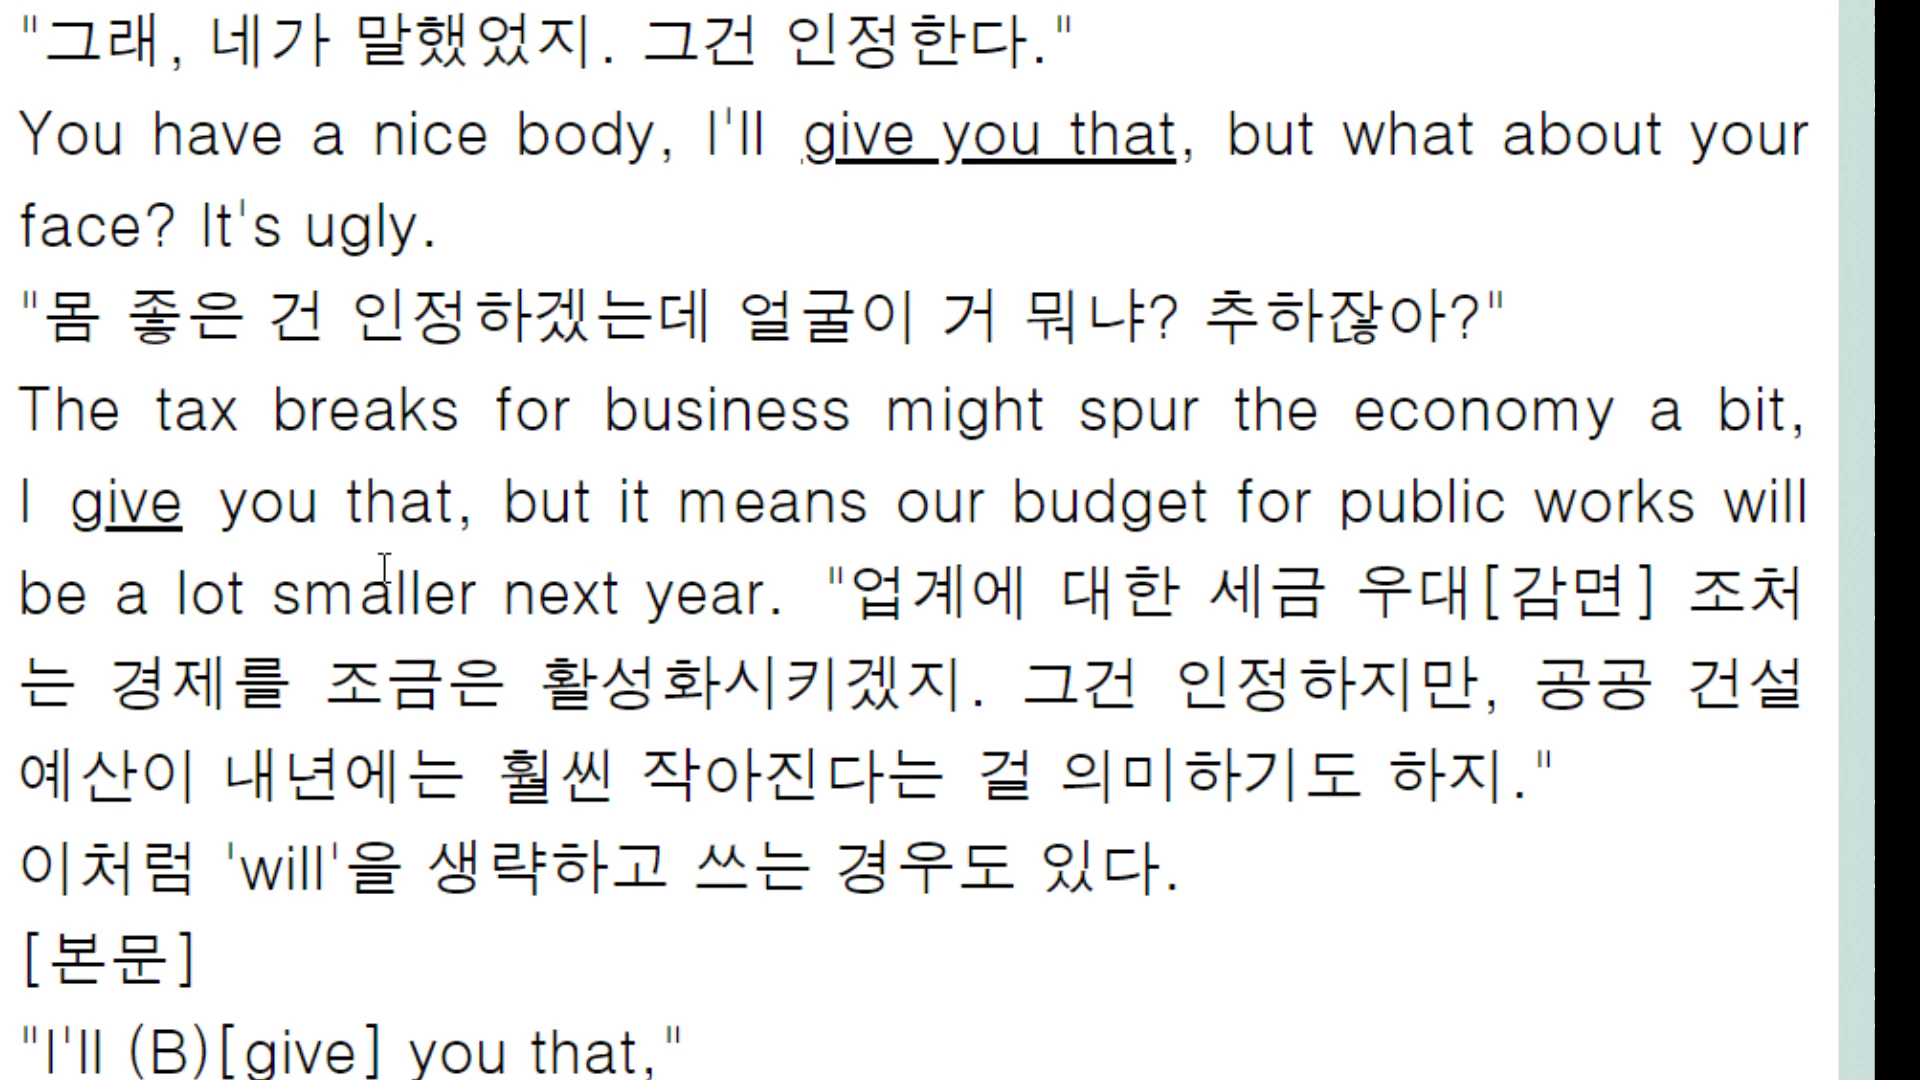 "그래, 네가 말했었지. 그건 인정한다."
You have a nice body, I'll give you that, but what about your
face? It's ugly.
"몸 좋은 건 인정하겠는데 얼굴이 거 뭐냐? 추하잖아?"
The tax breaks for business might spur the economy a bit,
I give you that, but it means our budget for public works will
be a lot smaller next year. "업계에 대한 세금 우대[감면] 조처
는 경제를 조금은 활성화시키겠지. 그건 인정하지만, 공공 건설
예산이 내년에는 훨씬 작아진다는 걸 의미하기도 하지."
이처럼 'will'을 생략하고 쓰는 경우도 있다.
[본문]
"I'll (B)[give] you that,"